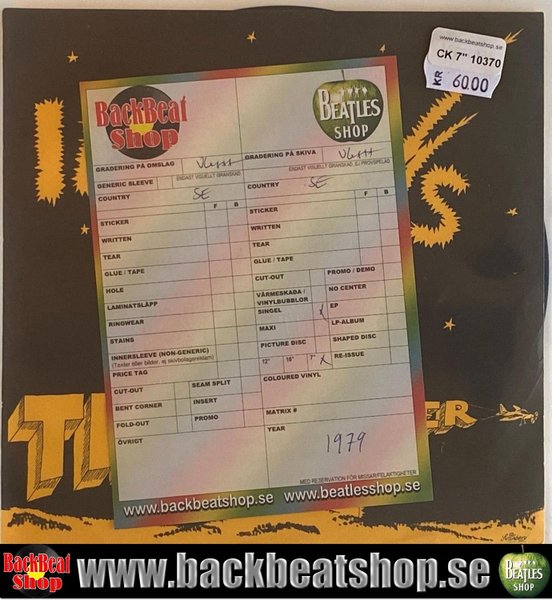 www.backbeatshop.se
CK 7" 10370
KR 60.00
BackBeat
Shop
BEATLES
SHOP
GRADERING PÅ OMSLAG
ENDAST VISUELLT GRANSKAD
GENERIC SLEEVE
COUNTRY SE
F B
STICKER
WRITTEN
TEAR
GLUE / TAPE
HOLE
LAMINATSLÄPP
RINGWEAR
STAINS
INNERSLEEVE (NON-GENERIC)
(Texter eller bilder, ej skivbolagsreklam)
PRICE TAG
CUT-OUT SEAM SPLIT
BENT CORNER INSERT
FOLD-OUT PROMO
ÖVRIGT
GRADERING PÅ SKIVA
ENDAST VISUELLT GRANSKAD, EJ PROVSPELAD
COUNTRY SE
F B
STICKER
WRITTEN
TEAR
GLUE / TAPE
CUT-OUT PROMO / DEMO
VÄRMESKADA / NO CENTER
VINYLBUBBLOR
SINGEL x EP
MAXI LP-ALBUM
PICTURE DISC SHAPED DISC
12" 10" 7" x RE-ISSUE
COLOURED VINYL
MATRIX #
YEAR
1979
MED RESERVATION FÖR MISSAR/FELAKTIGHETER
www.backbeatshop.se www.beatlesshop.se
BackBeat
Shop
www.backbeatshop.se
BEATLES
SHOP